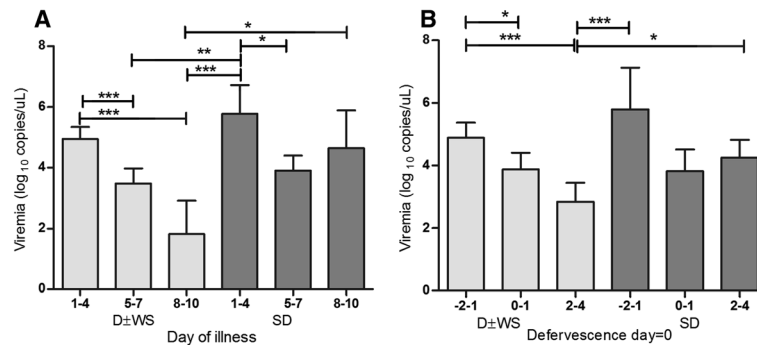 A
*
** *
***
***
***
Viremia (log10 copies/uL)
8
6
4
2
0
1-4 5-7 8-10 1-4 5-7 8-10
D±WS SD
Day of illness
B
* ***
*** *
Viremia (log10 copies/uL)
8
6
4
2
0
-2-1 0-1 2-4 -2-1 0-1 2-4
D±WS SD
Defervescence day=0